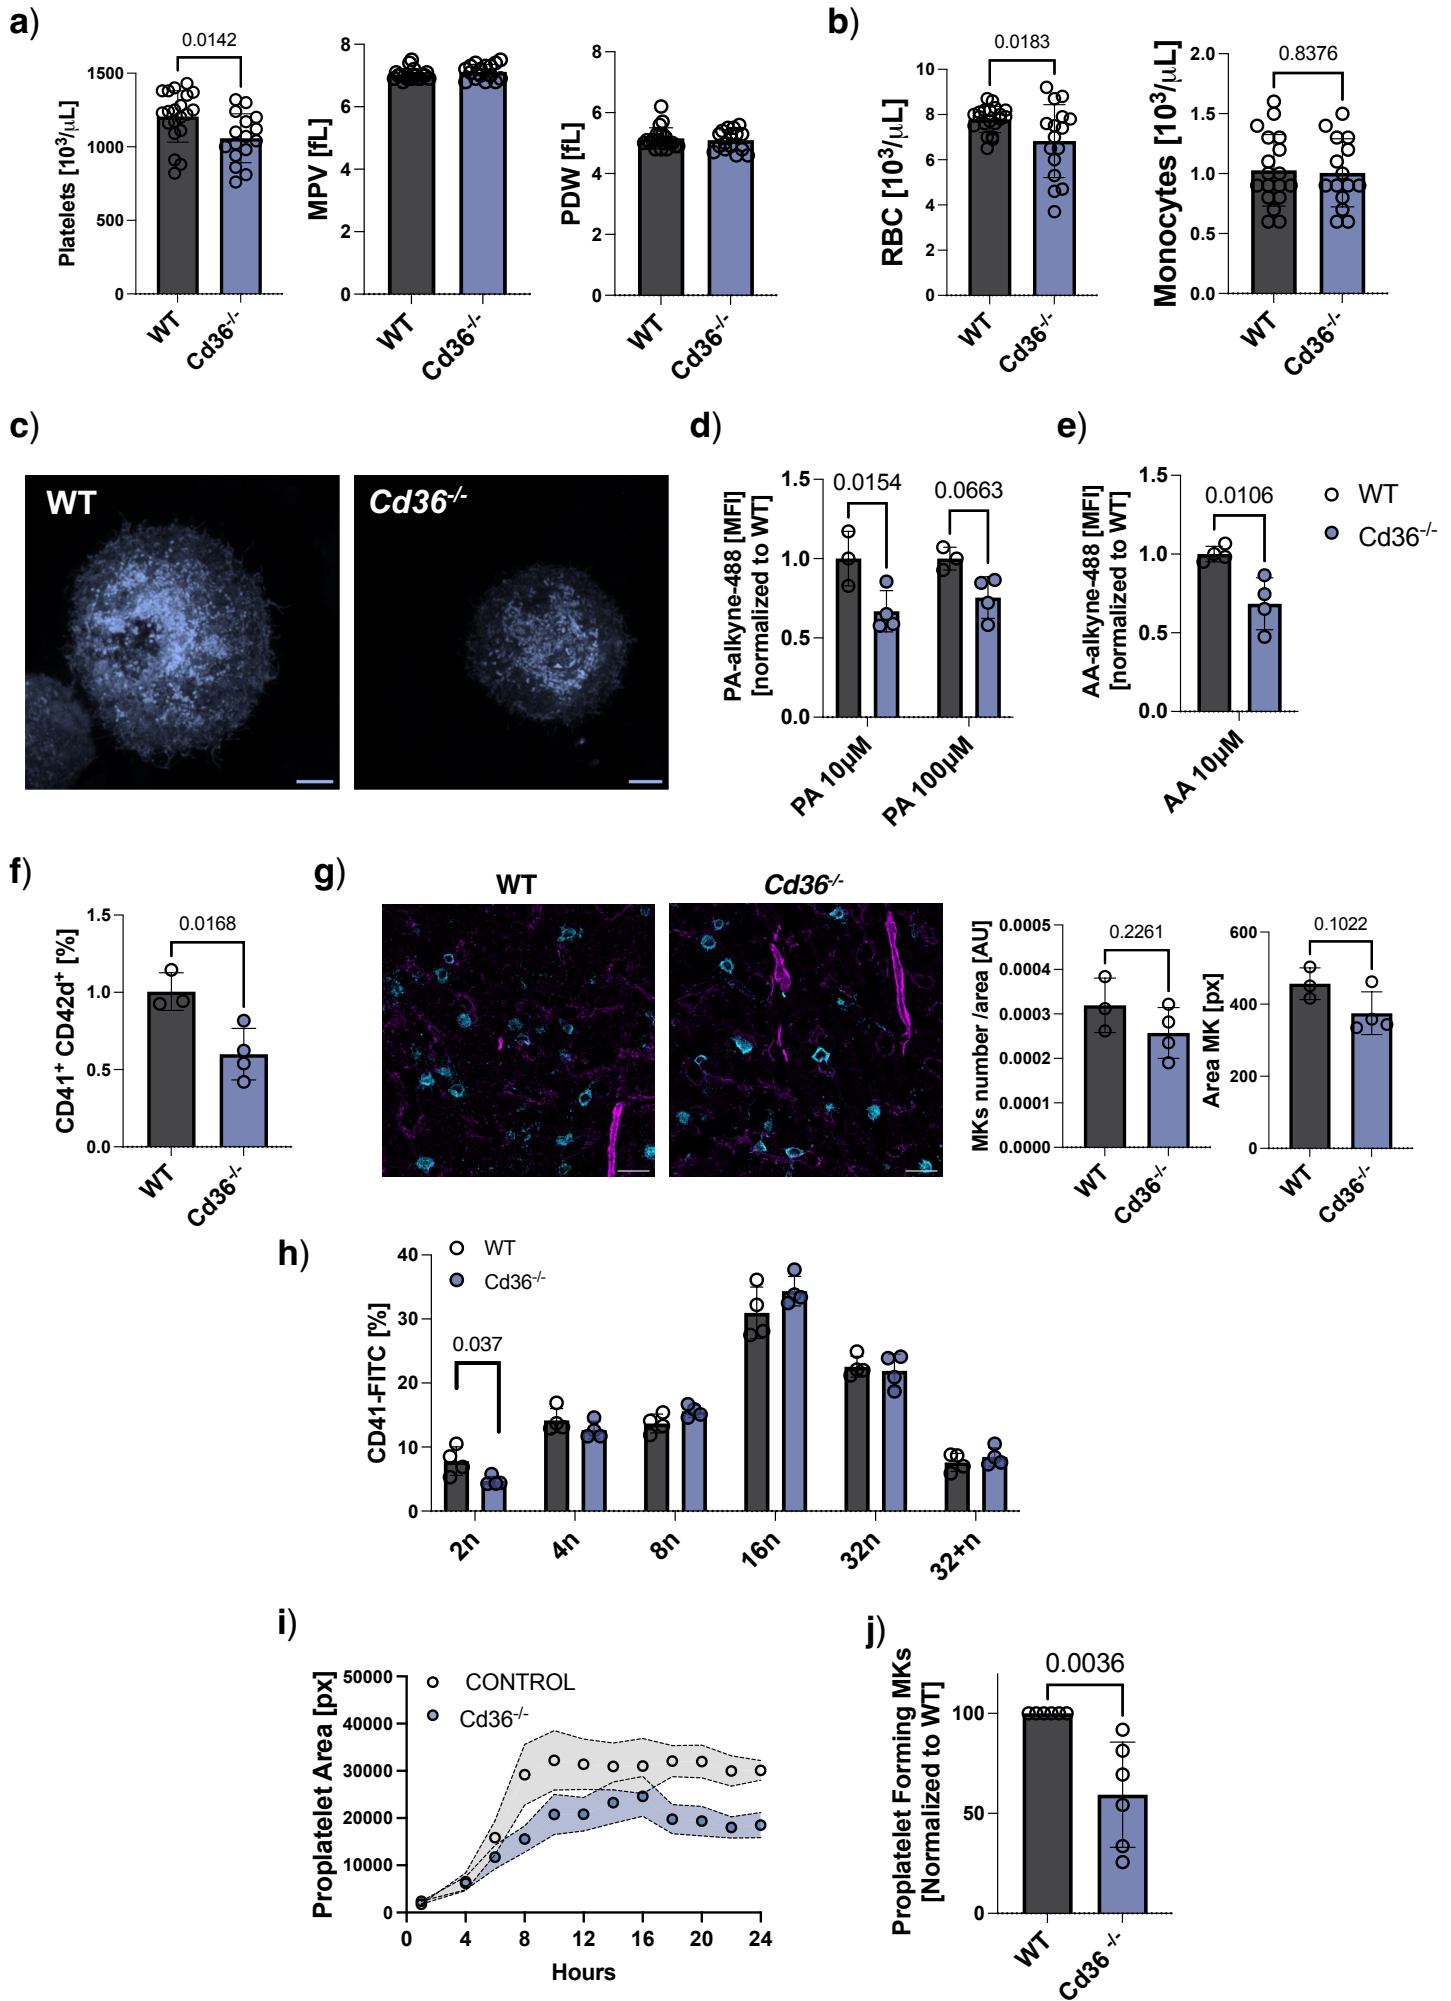 a)
0.0142
Platelets [10³/μL]
1500
1000
500
0
WT
Cd36-/-
MPV [fL]
8
6
4
2
0
WT
Cd36-/-
PDW [fL]
8
6
4
2
0
WT
Cd36-/-
b)
0.0183
RBC [10³/μL]
10
8
6
4
2
0
WT
Cd36-/-
0.8376
Monocytes [10³/μL]
2.0
1.5
1.0
0.5
0.0
WT
Cd36-/-
c)
WT
Cd36-/-
d)
PA-alkyne-488 [MFI]
[normalized to WT]
1.5
1.0
0.5
0.0
0.0154
0.0663
PA 10μM
PA 100μM
e)
AA-alkyne-488 [MFI]
[normalized to WT]
1.5
1.0
0.5
0.0
0.0106
AA 10μM
WT
Cd36-/-
f)
CD41+ CD42d+ [%]
1.5
1.0
0.5
0.0
0.0168
WT
Cd36-/-
g)
WT
Cd36-/-
MKs number /area [AU]
0.0005
0.0004
0.0003
0.0002
0.0001
0.0000
0.2261
WT
Cd36-/-
Area MK [px]
600
400
200
0
0.1022
WT
Cd36-/-
h)
WT
Cd36-/-
CD41-FITC [%]
40
30
20
10
0
0.037
2n
4n
8n
16n
32n
32+n
i)
CONTROL
Cd36-/-
Proplatelet Area [px]
50000
40000
30000
20000
10000
0
0 4 8 12 16 20 24
Hours
j)
Proplatelet Forming MKs
[Normalized to WT]
100
50
0
0.0036
WT
Cd36 -/-